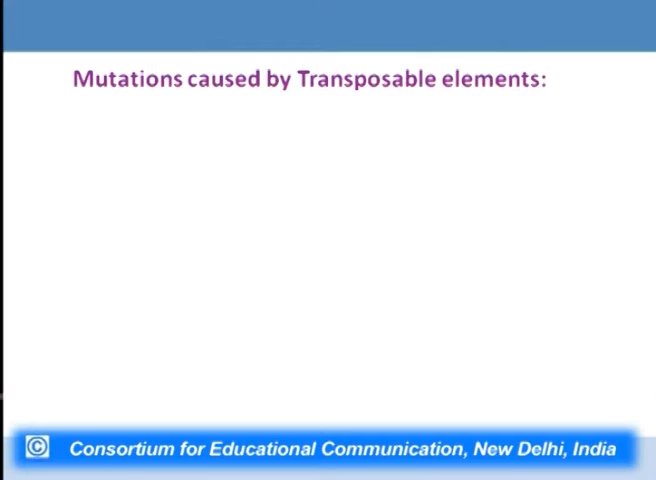 Mutations caused by Transposable elements:
© Consortium for Educational Communication, New Delhi, India